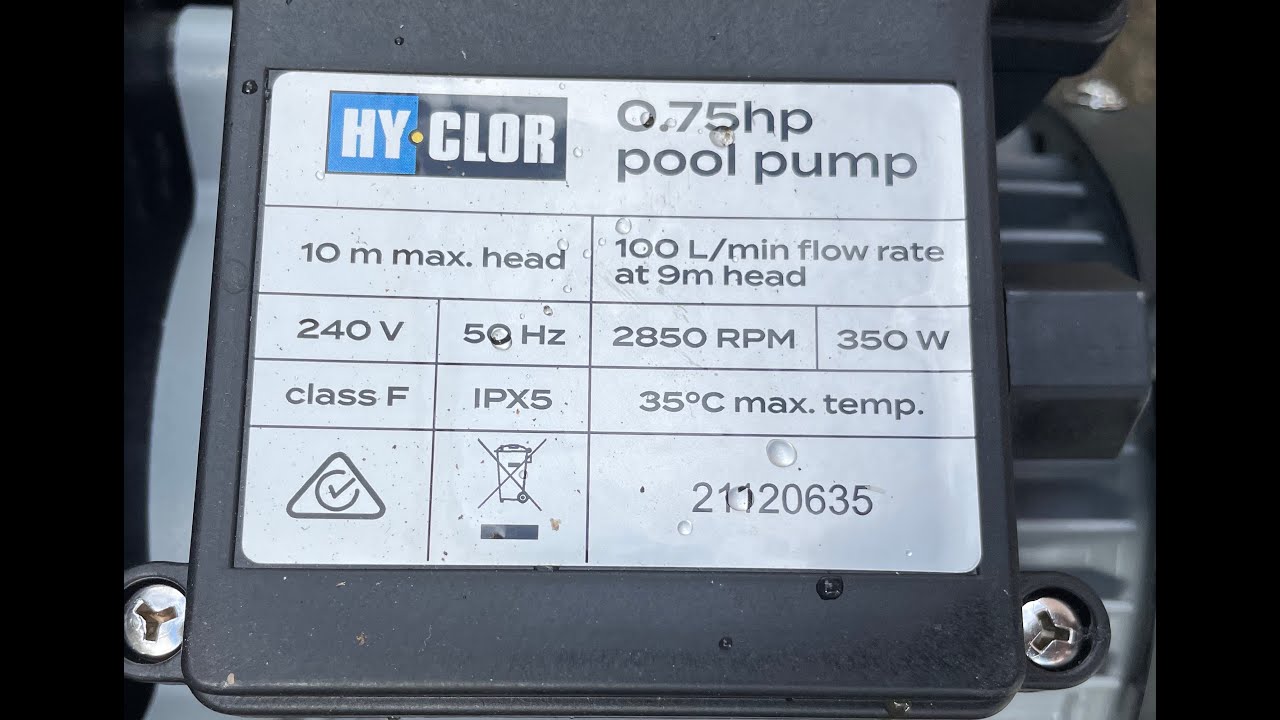 HY CLOR
0.75hp
pool pump
10 m max. head
100 L/min flow rate
at 9m head
240 V
50 Hz
2850 RPM
350 W
class F
IPX5
35°C max. temp.
21120635